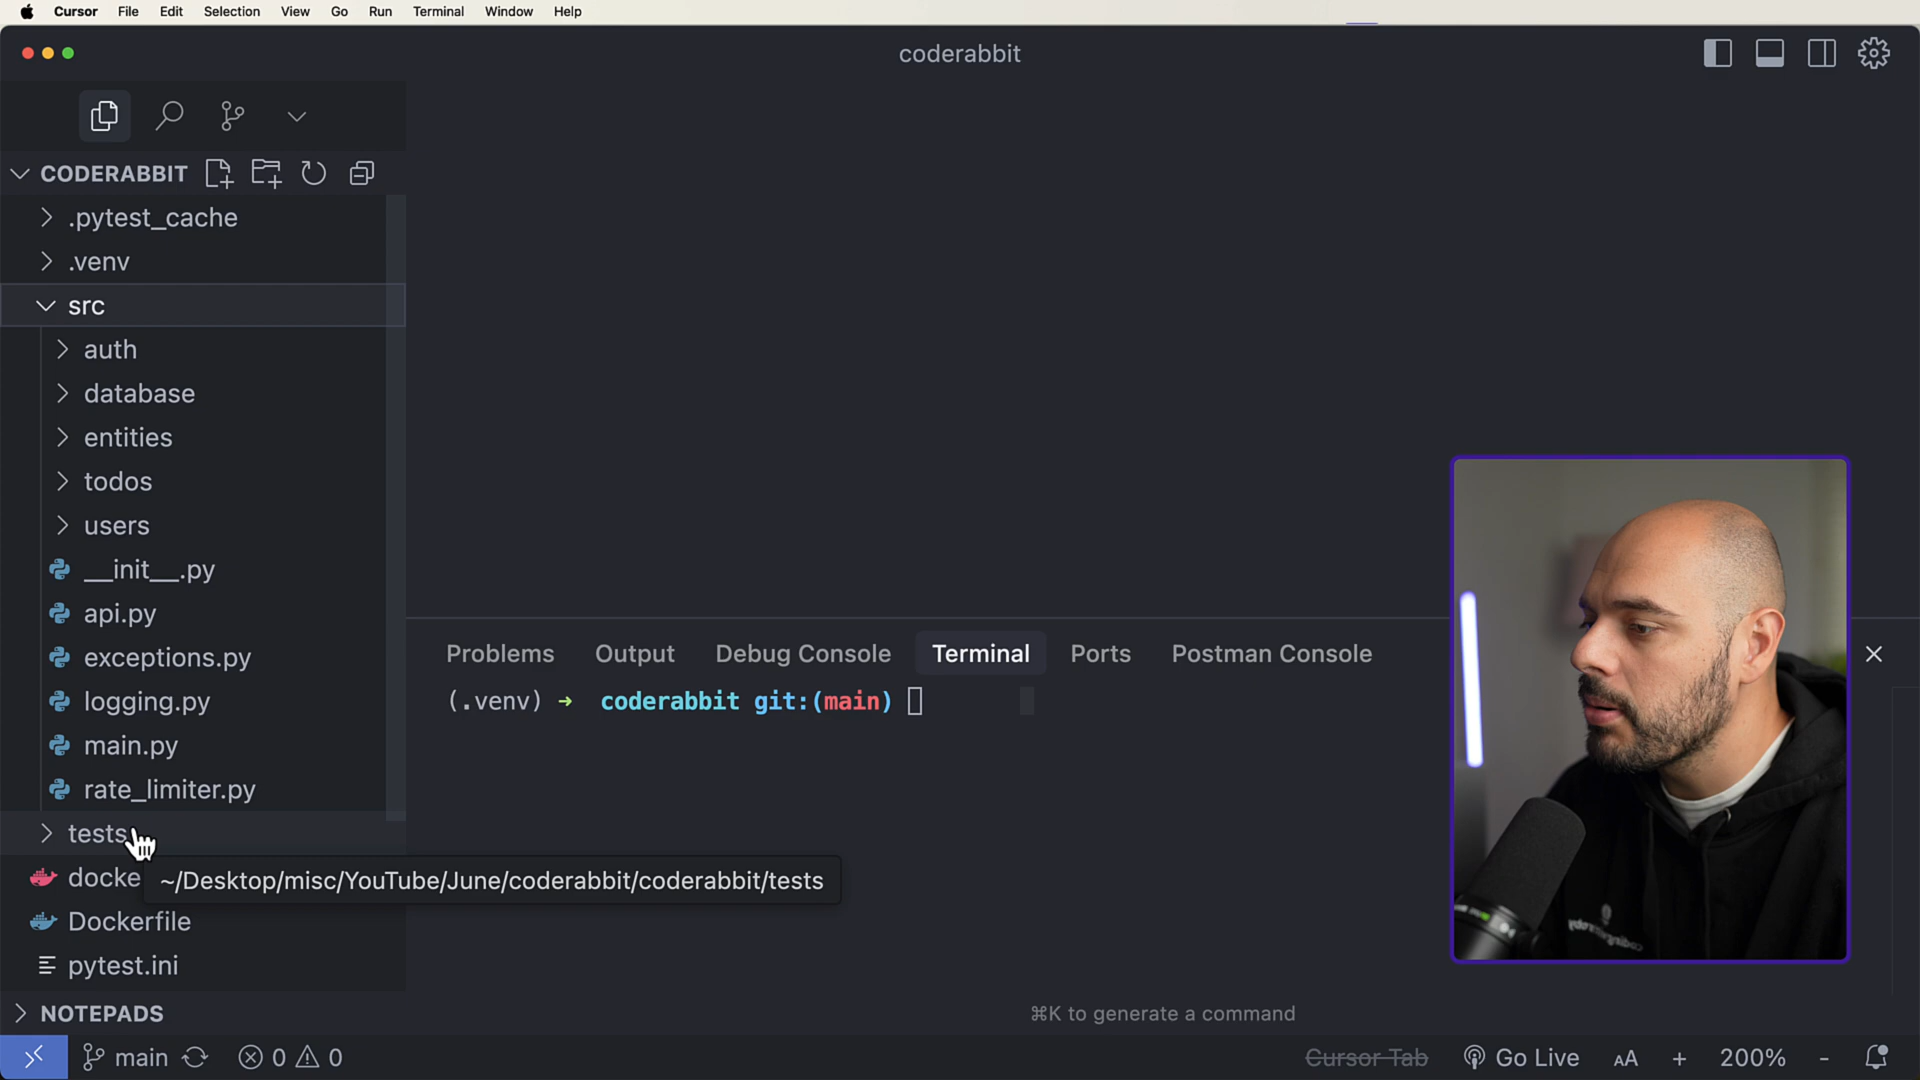 Cursor File Edit Selection View Go Run Terminal Window Help
coderabbit
CODERABBIT
.pytest_cache
.venv
src
auth
database
entities
todos
users
__init__.py
api.py
exceptions.py
logging.py
main.py
rate_limiter.py
tests
docke
~/Desktop/misc/YouTube/June/coderabbit/coderabbit/tests
Dockerfile
pytest.ini
NOTEPADS
Problems Output Debug Console Terminal Ports Postman Console
(.venv) → coderabbit git:(main)
⌘K to generate a command
main 0 0
Cursor Tab Go Live AA + 200% -